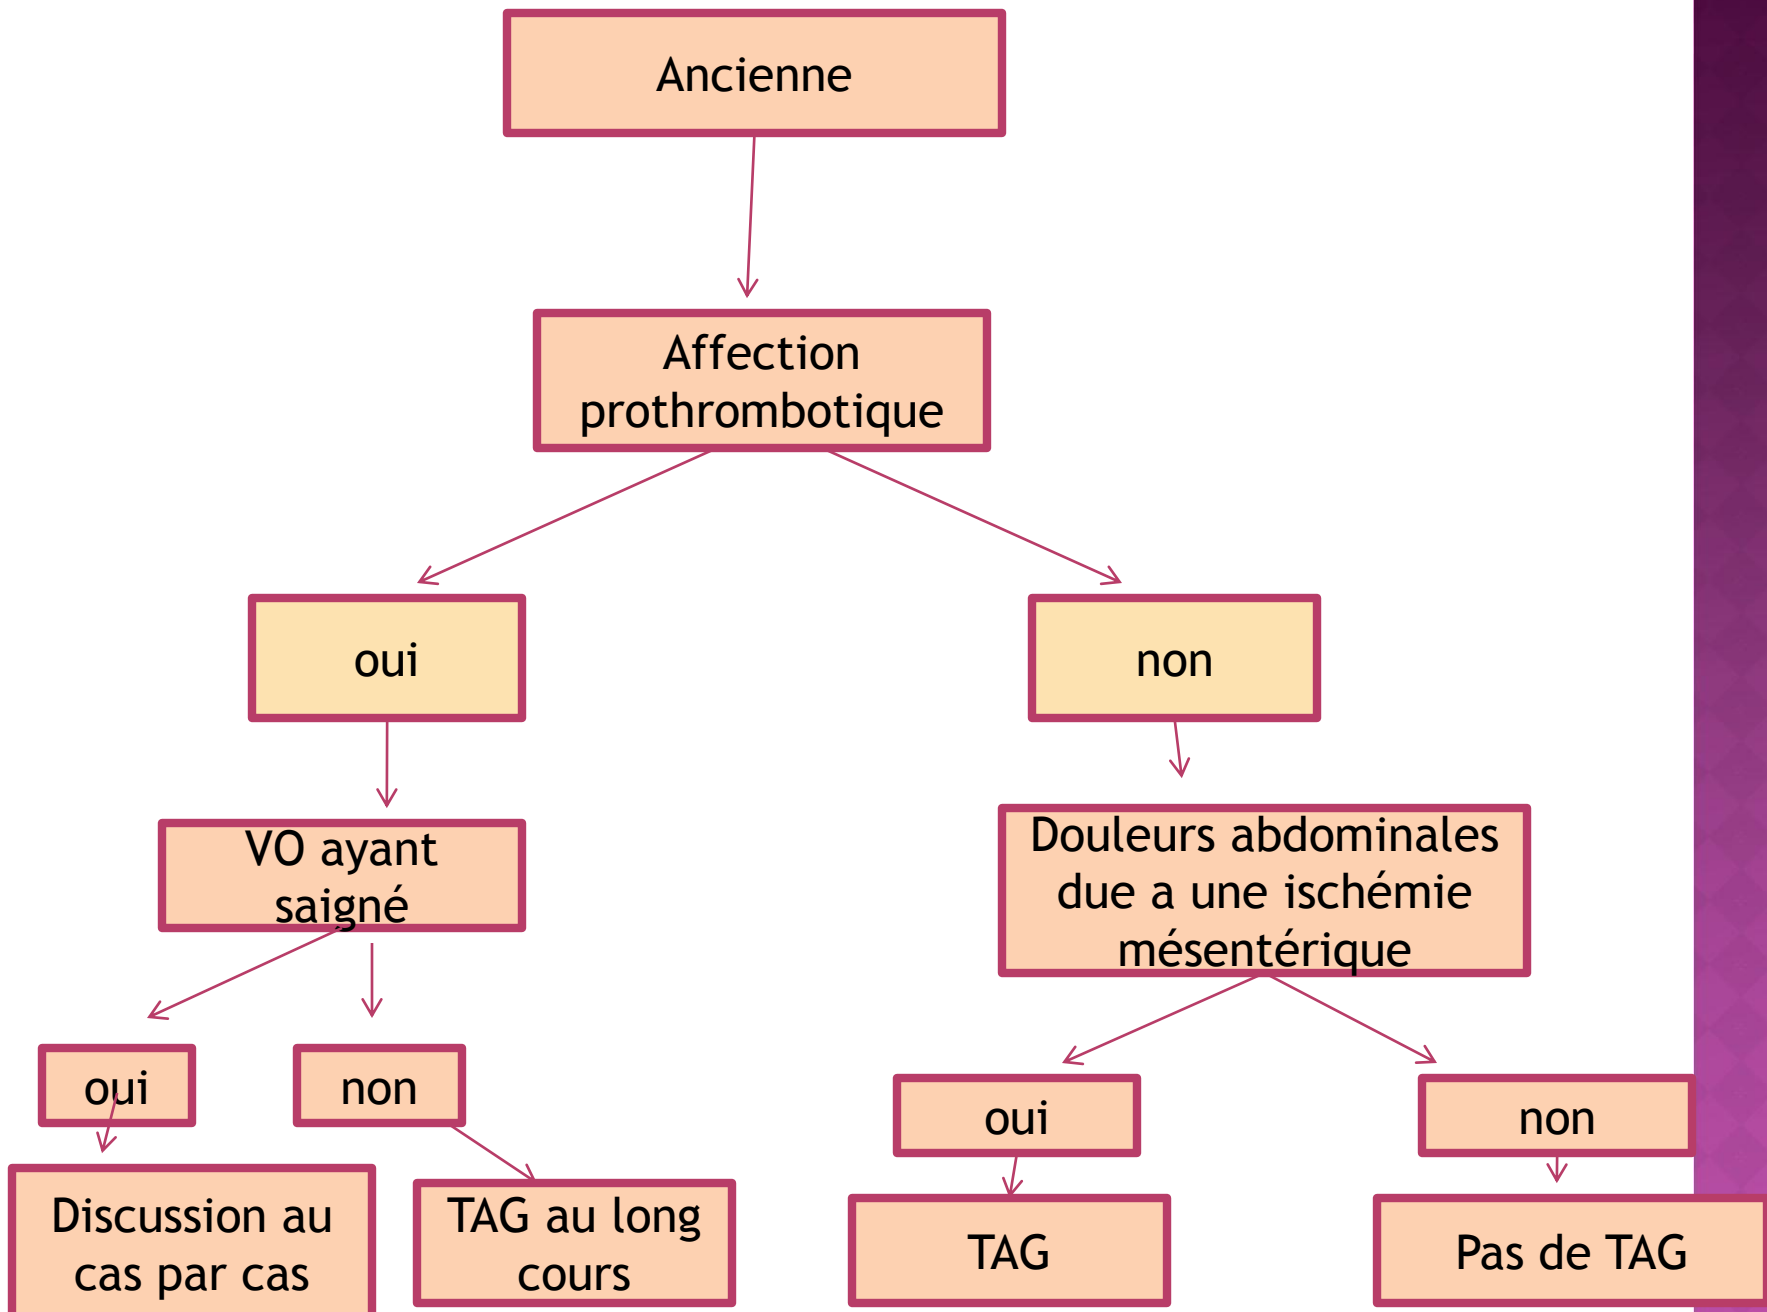 Ancienne
Affection
prothrombotique
oui
non
VO ayant
saigné
Douleurs abdominales
due a une ischémie
mésentérique
oui
non
oui
non
Discussion au
cas par cas
TAG au long
cours
TAG
Pas de TAG